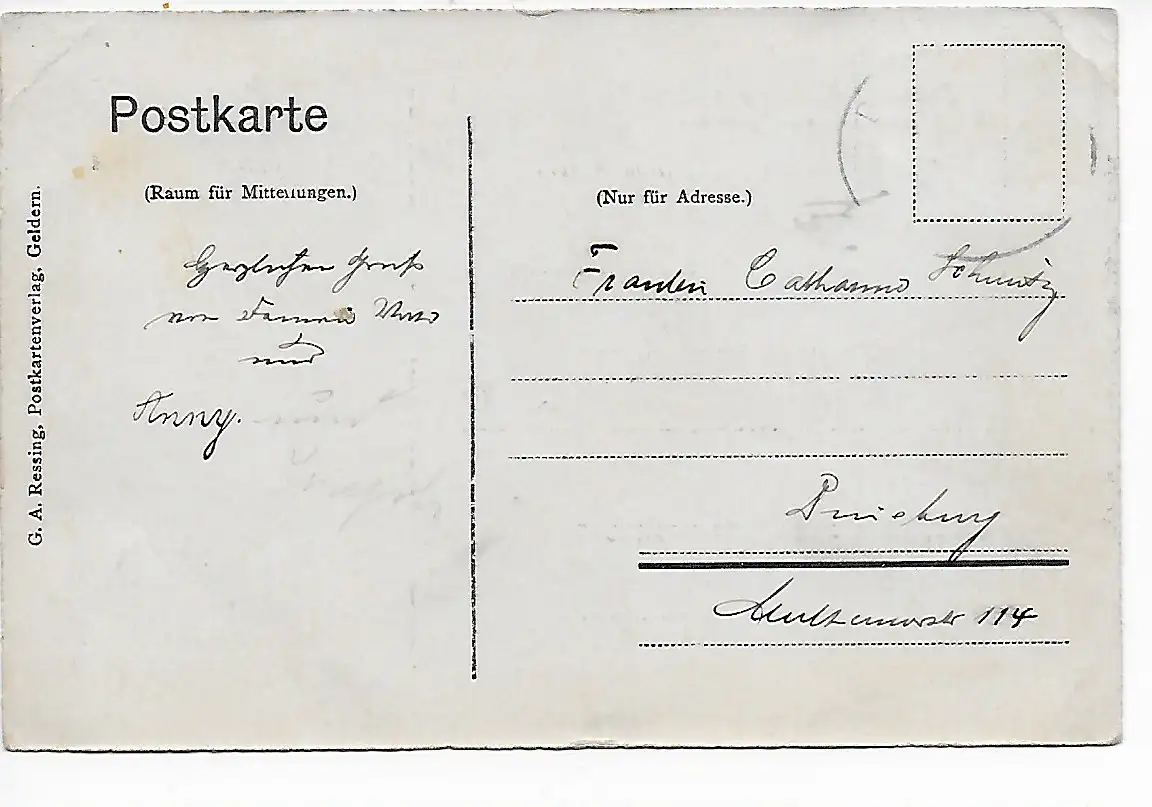 Postkarte
(Raum für Mitteilungen.)
Herzlichen Gruß
von Familie
und
Anny.
G. A. Ressing, Postkartenverlag, Geldern.
(Nur für Adresse.)
Fräulein Catharina Schmitz
Duisburg
114